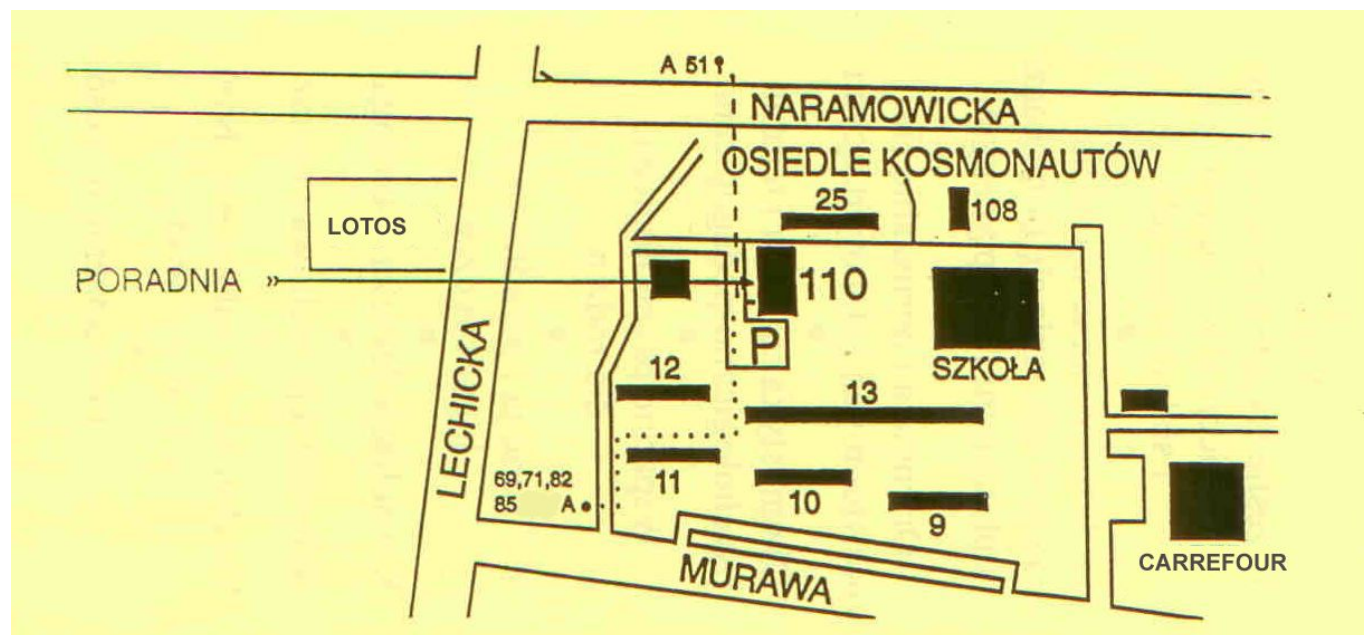 A 51
NARAMOWICKA
OSIEDLE KOSMONAUTÓW
25
108
LOTOS
PORADNIA »
110
P
SZKOŁA
12
13
LECHICKA
69,71,82
85 A
11
10
9
MURAWA
CARREFOUR